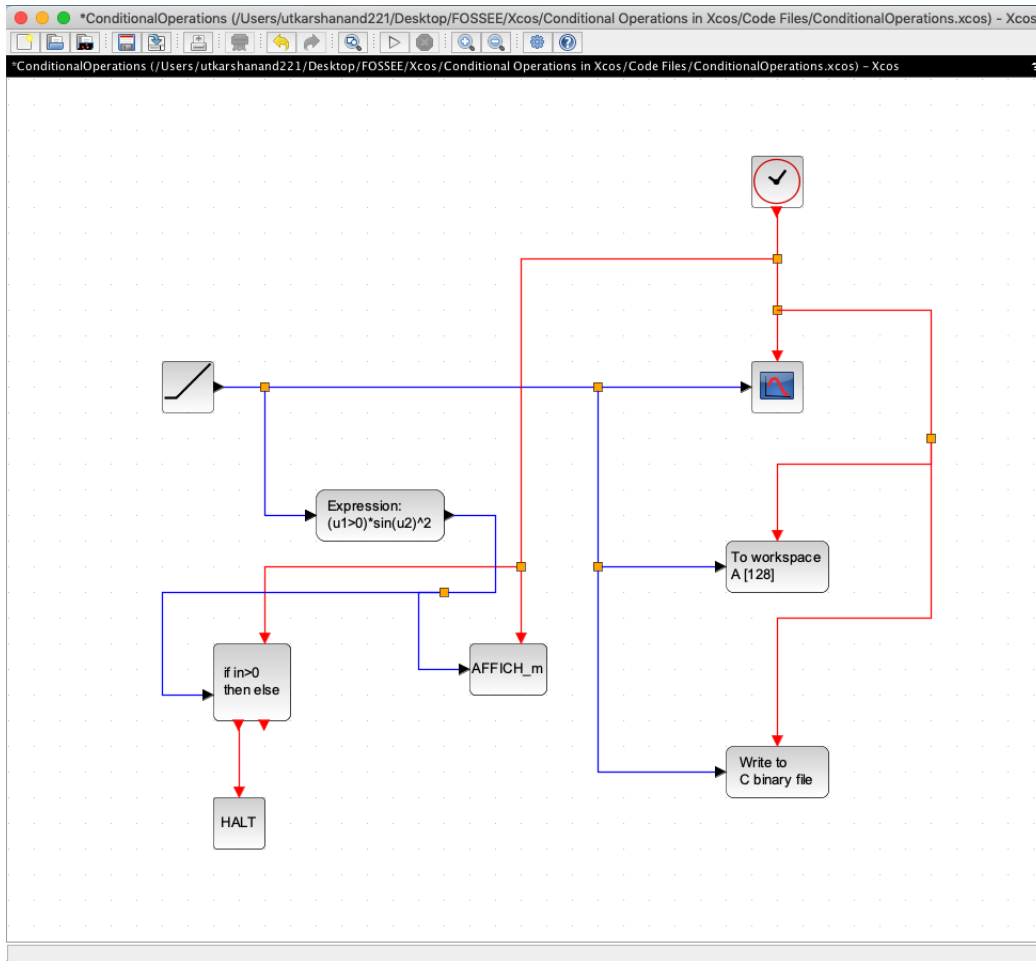 *ConditionalOperations (/Users/utkarshanand221/Desktop/FOSSEE/Xcos/Conditional Operations in Xcos/Code Files/ConditionalOperations.xcos) - Xcos
*ConditionalOperations (/Users/utkarshanand221/Desktop/FOSSEE/Xcos/Conditional Operations in Xcos/Code Files/ConditionalOperations.xcos) - Xcos
Expression:
(u1>0)*sin(u2)^2
To workspace
A [128]
if in>0
then else
AFFICH_m
Write to
C binary file
HALT